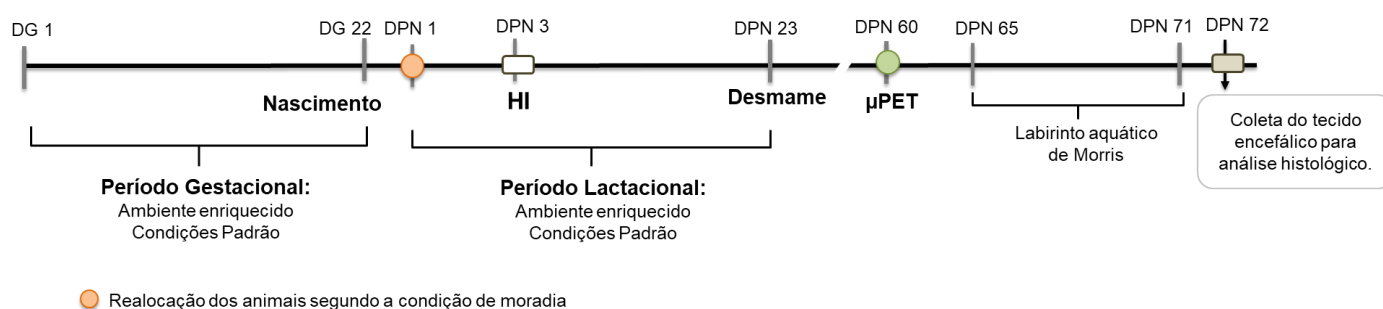 DG 1
DG 22
DPN 1
DPN 3
DPN 23
DPN 60
DPN 65
DPN 71
DPN 72
Nascimento
HI
Desmame
µPET
Labirinto aquático
de Morris
Coleta do tecido
encefálico para
análise histológico.
Período Gestacional:
Ambiente enriquecido
Condições Padrão
Período Lactacional:
Ambiente enriquecido
Condições Padrão
Realocação dos animais segundo a condição de moradia